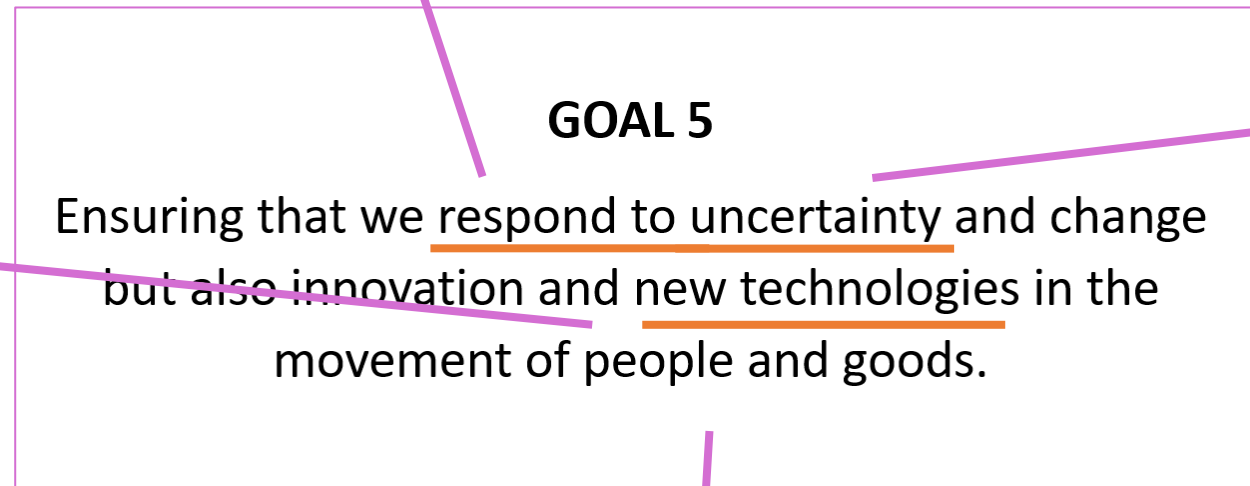 GOAL 5
Ensuring that we respond to uncertainty and change
but also innovation and new technologies in the
movement of people and goods.